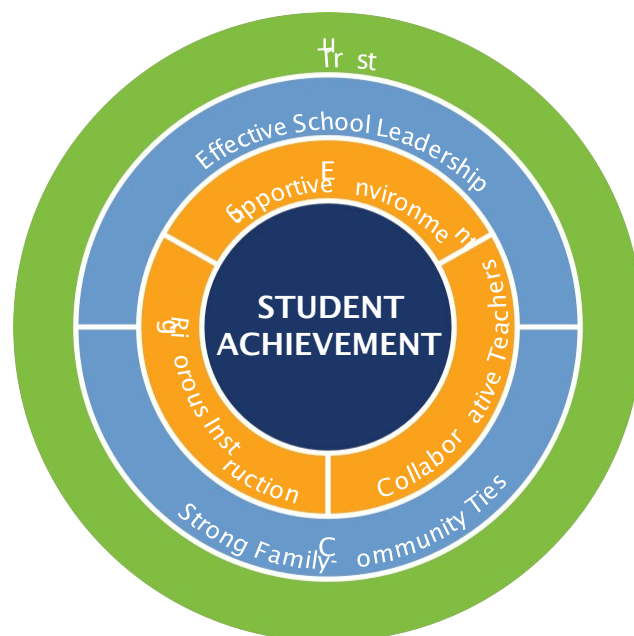 Trust
Effective School Leadership
Supportive Environment
STUDENT
ACHIEVEMENT
Rigorous Instruction
Collaborative Teachers
Strong Family-Community Ties